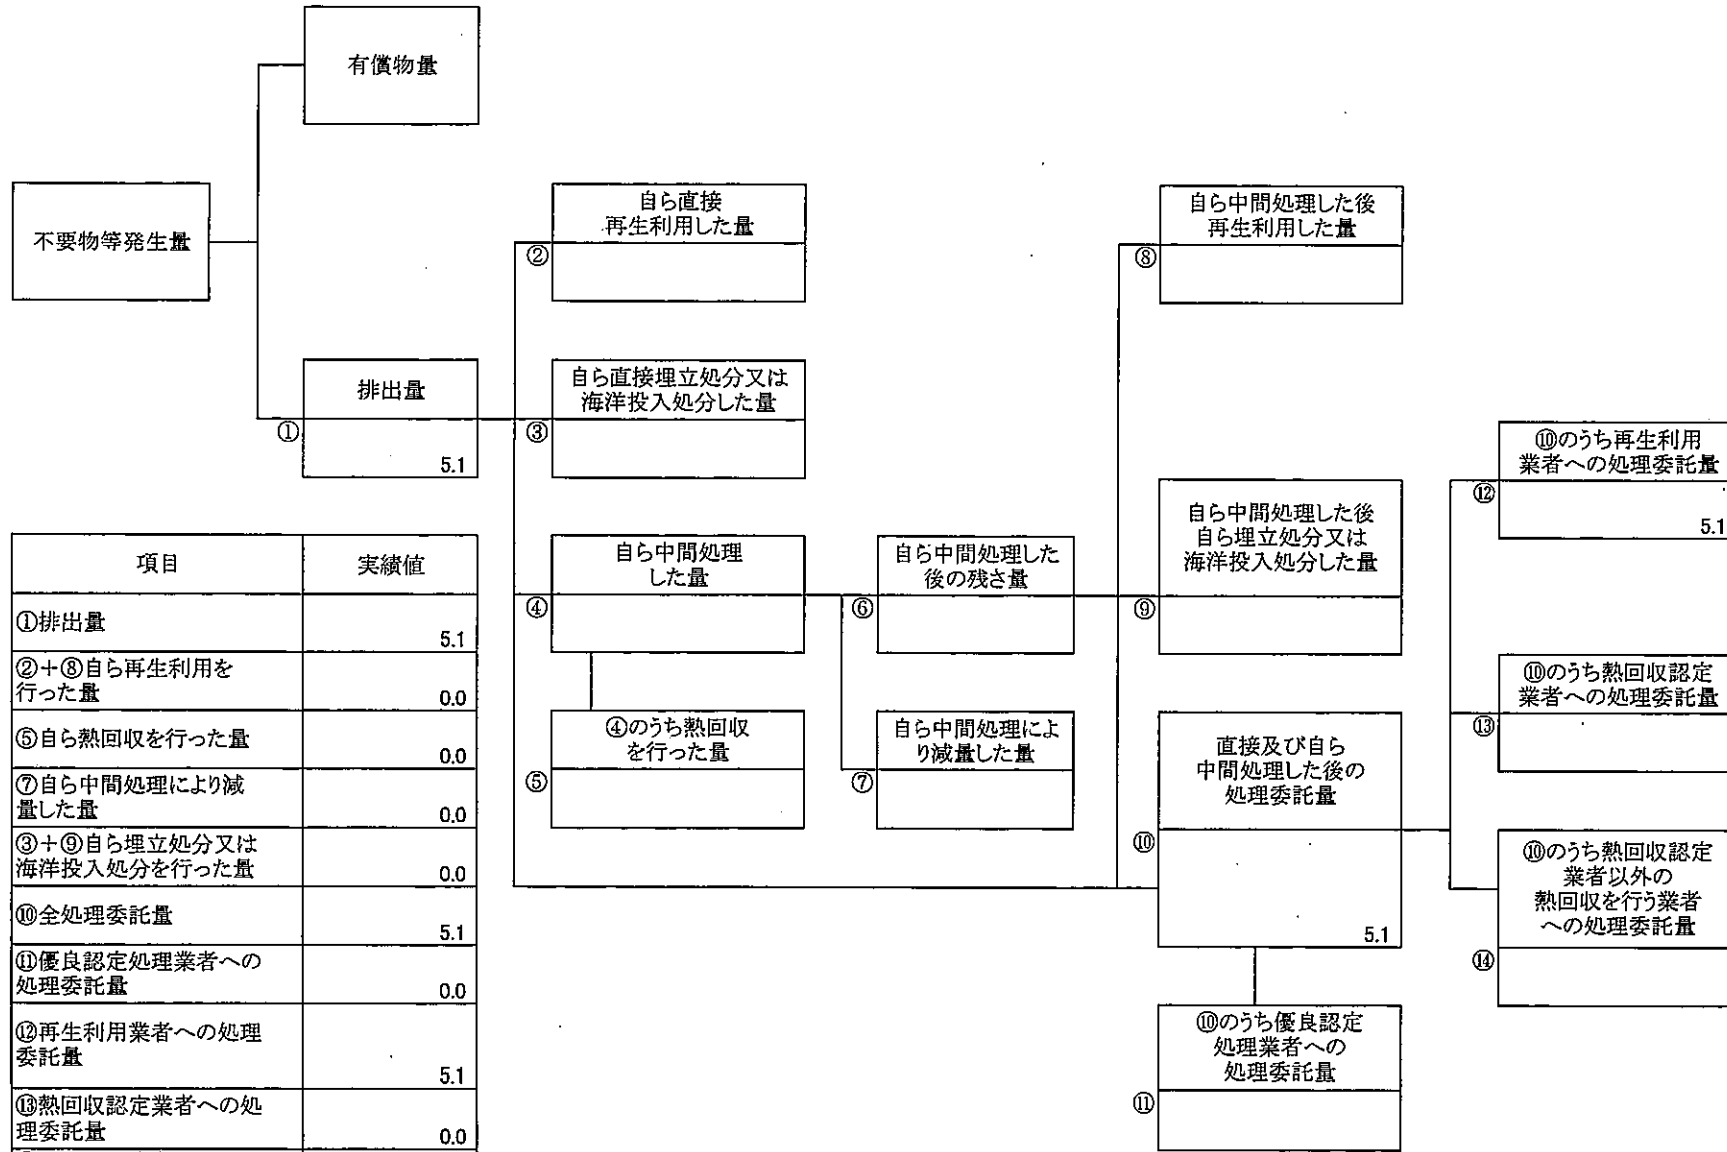 有償物量
不要物等発生量
自ら直接
再生利用した量
②
自ら中間処理した後
再生利用した量
⑧
排出量
①
5.1
自ら直接埋立処分又は
海洋投入処分した量
③
⑩のうち再生利用
業者への処理委託量
⑫
5.1
自ら中間処理
した量
④
自ら中間処理した
後の残さ量
⑥
自ら中間処理した後
自ら埋立処分又は
海洋投入処分した量
⑨
⑩のうち熱回収認定
業者への処理委託量
⑬
④のうち熱回収
を行った量
⑤
自ら中間処理によ
り減量した量
⑦
直接及び自ら
中間処理した後の
処理委託量
⑩
5.1
⑩のうち熱回収認定
業者以外の
熱回収を行う業者
への処理委託量
⑭
⑩のうち優良認定
処理業者への
処理委託量
⑪
項目 実績値
①排出量
5.1
②+⑧自ら再生利用を
行った量 0.0
⑤自ら熱回収を行った量
0.0
⑦自ら中間処理により減
量した量 0.0
③+⑨自ら埋立処分又は
海洋投入処分を行った量 0.0
⑩全処理委託量
5.1
⑪優良認定処理業者への
処理委託量 0.0
⑫再生利用業者への処理
委託量
5.1
⑬熱回収認定業者への処
理委託量 0.0